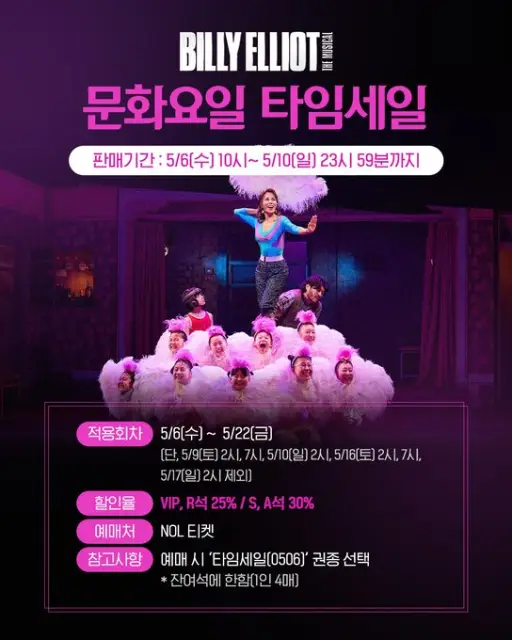 BILLY ELLIOT THE MUSICAL
문화요일 타임세일
판매기간 : 5/6(수) 10시~ 5/10(일) 23시 59분까지
적용회차 5/6(수) ~ 5/22(금)
(단, 5/9(토) 2시, 7시, 5/10(일) 2시, 5/16(토) 2시, 7시,
5/17(일) 2시 제외)
할인율 VIP, R석 25% / S, A석 30%
예매처 NOL 티켓
참고사항 예매 시 '타임세일(0506)' 권종 선택
* 잔여석에 한함(1인 4매)